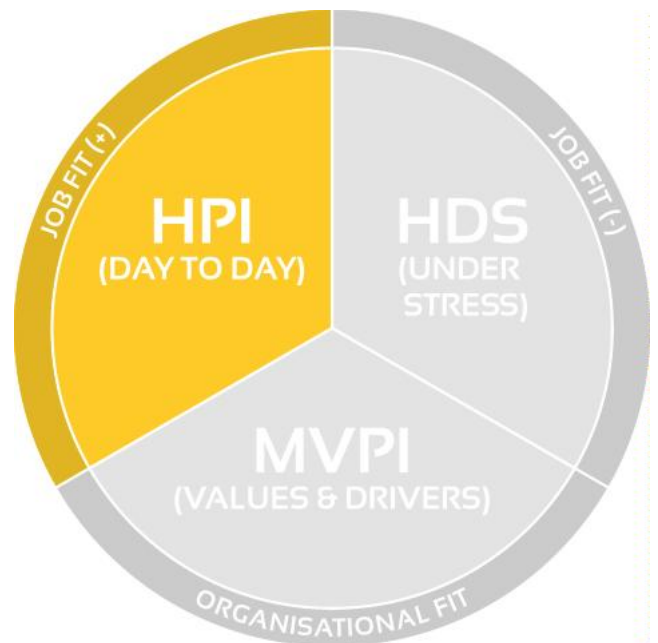 JOB FIT (+)
HPI
(DAY TO DAY)
JOB FIT (-)
HDS
(UNDER
STRESS)
MVPI
(VALUES & DRIVERS)
ORGANISATIONAL FIT